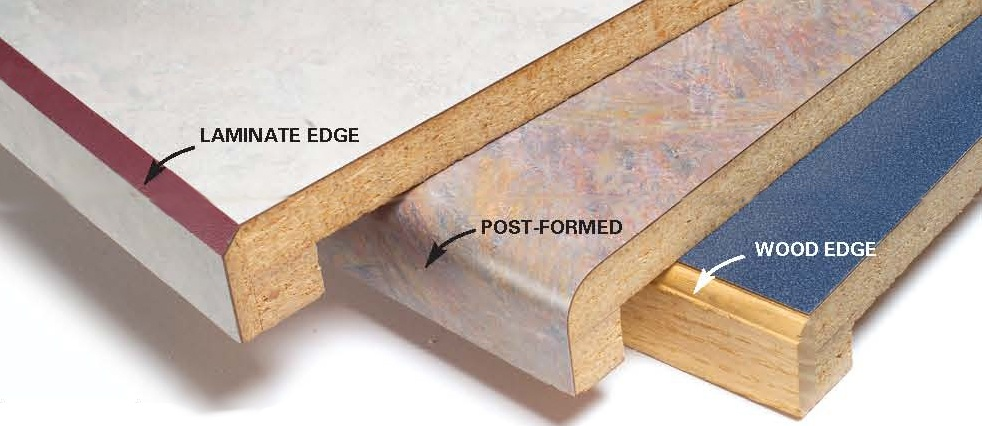 LAMINATE EDGE
POST-FORMED
WOOD EDGE